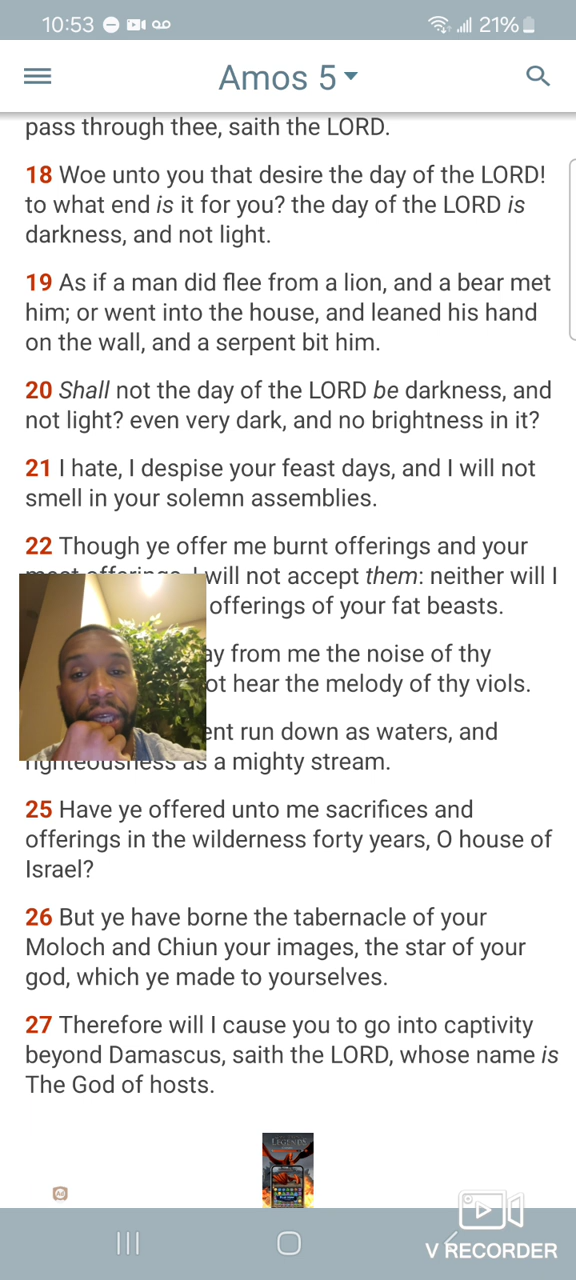 10:53
21%
Amos 5
pass through thee, saith the LORD.
18 Woe unto you that desire the day of the LORD!
to what end is it for you? the day of the LORD is
darkness, and not light.
19 As if a man did flee from a lion, and a bear met
him; or went into the house, and leaned his hand
on the wall, and a serpent bit him.
20 Shall not the day of the LORD be darkness, and
not light? even very dark, and no brightness in it?
21 I hate, I despise your feast days, and I will not
smell in your solemn assemblies.
22 Though ye offer me burnt offerings and your
will not accept them: neither will I
offerings of your fat beasts.
from me the noise of thy
hear the melody of thy viols.
run down as waters, and
righteousness as a mighty stream.
25 Have ye offered unto me sacrifices and
offerings in the wilderness forty years, O house of
Israel?
26 But ye have borne the tabernacle of your
Moloch and Chiun your images, the star of your
god, which ye made to yourselves.
27 Therefore will I cause you to go into captivity
beyond Damascus, saith the LORD, whose name is
The God of hosts.
LEGENDS
Ad
V RECORDER